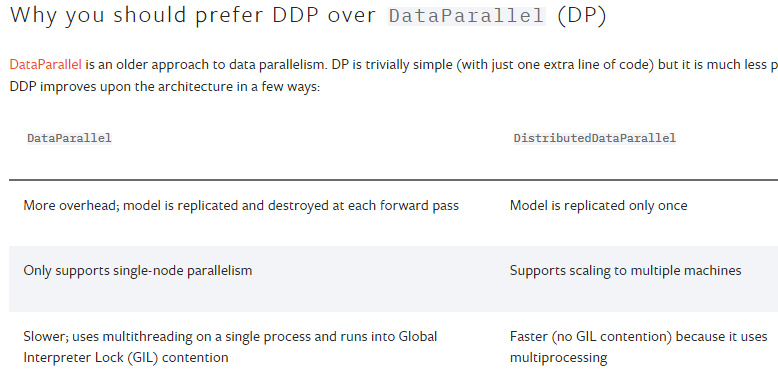 Why you should prefer DDP over DataParallel (DP)
DataParallel is an older approach to data parallelism. DP is trivially simple (with just one extra line of code) but it is much less
DDP improves upon the architecture in a few ways:
DataParallel DistributedDataParallel
More overhead; model is replicated and destroyed at each forward pass Model is replicated only once
Only supports single-node parallelism Supports scaling to multiple machines
Slower; uses multithreading on a single process and runs into Global Faster (no GIL contention) because it uses
Interpreter Lock (GIL) contention multiprocessing